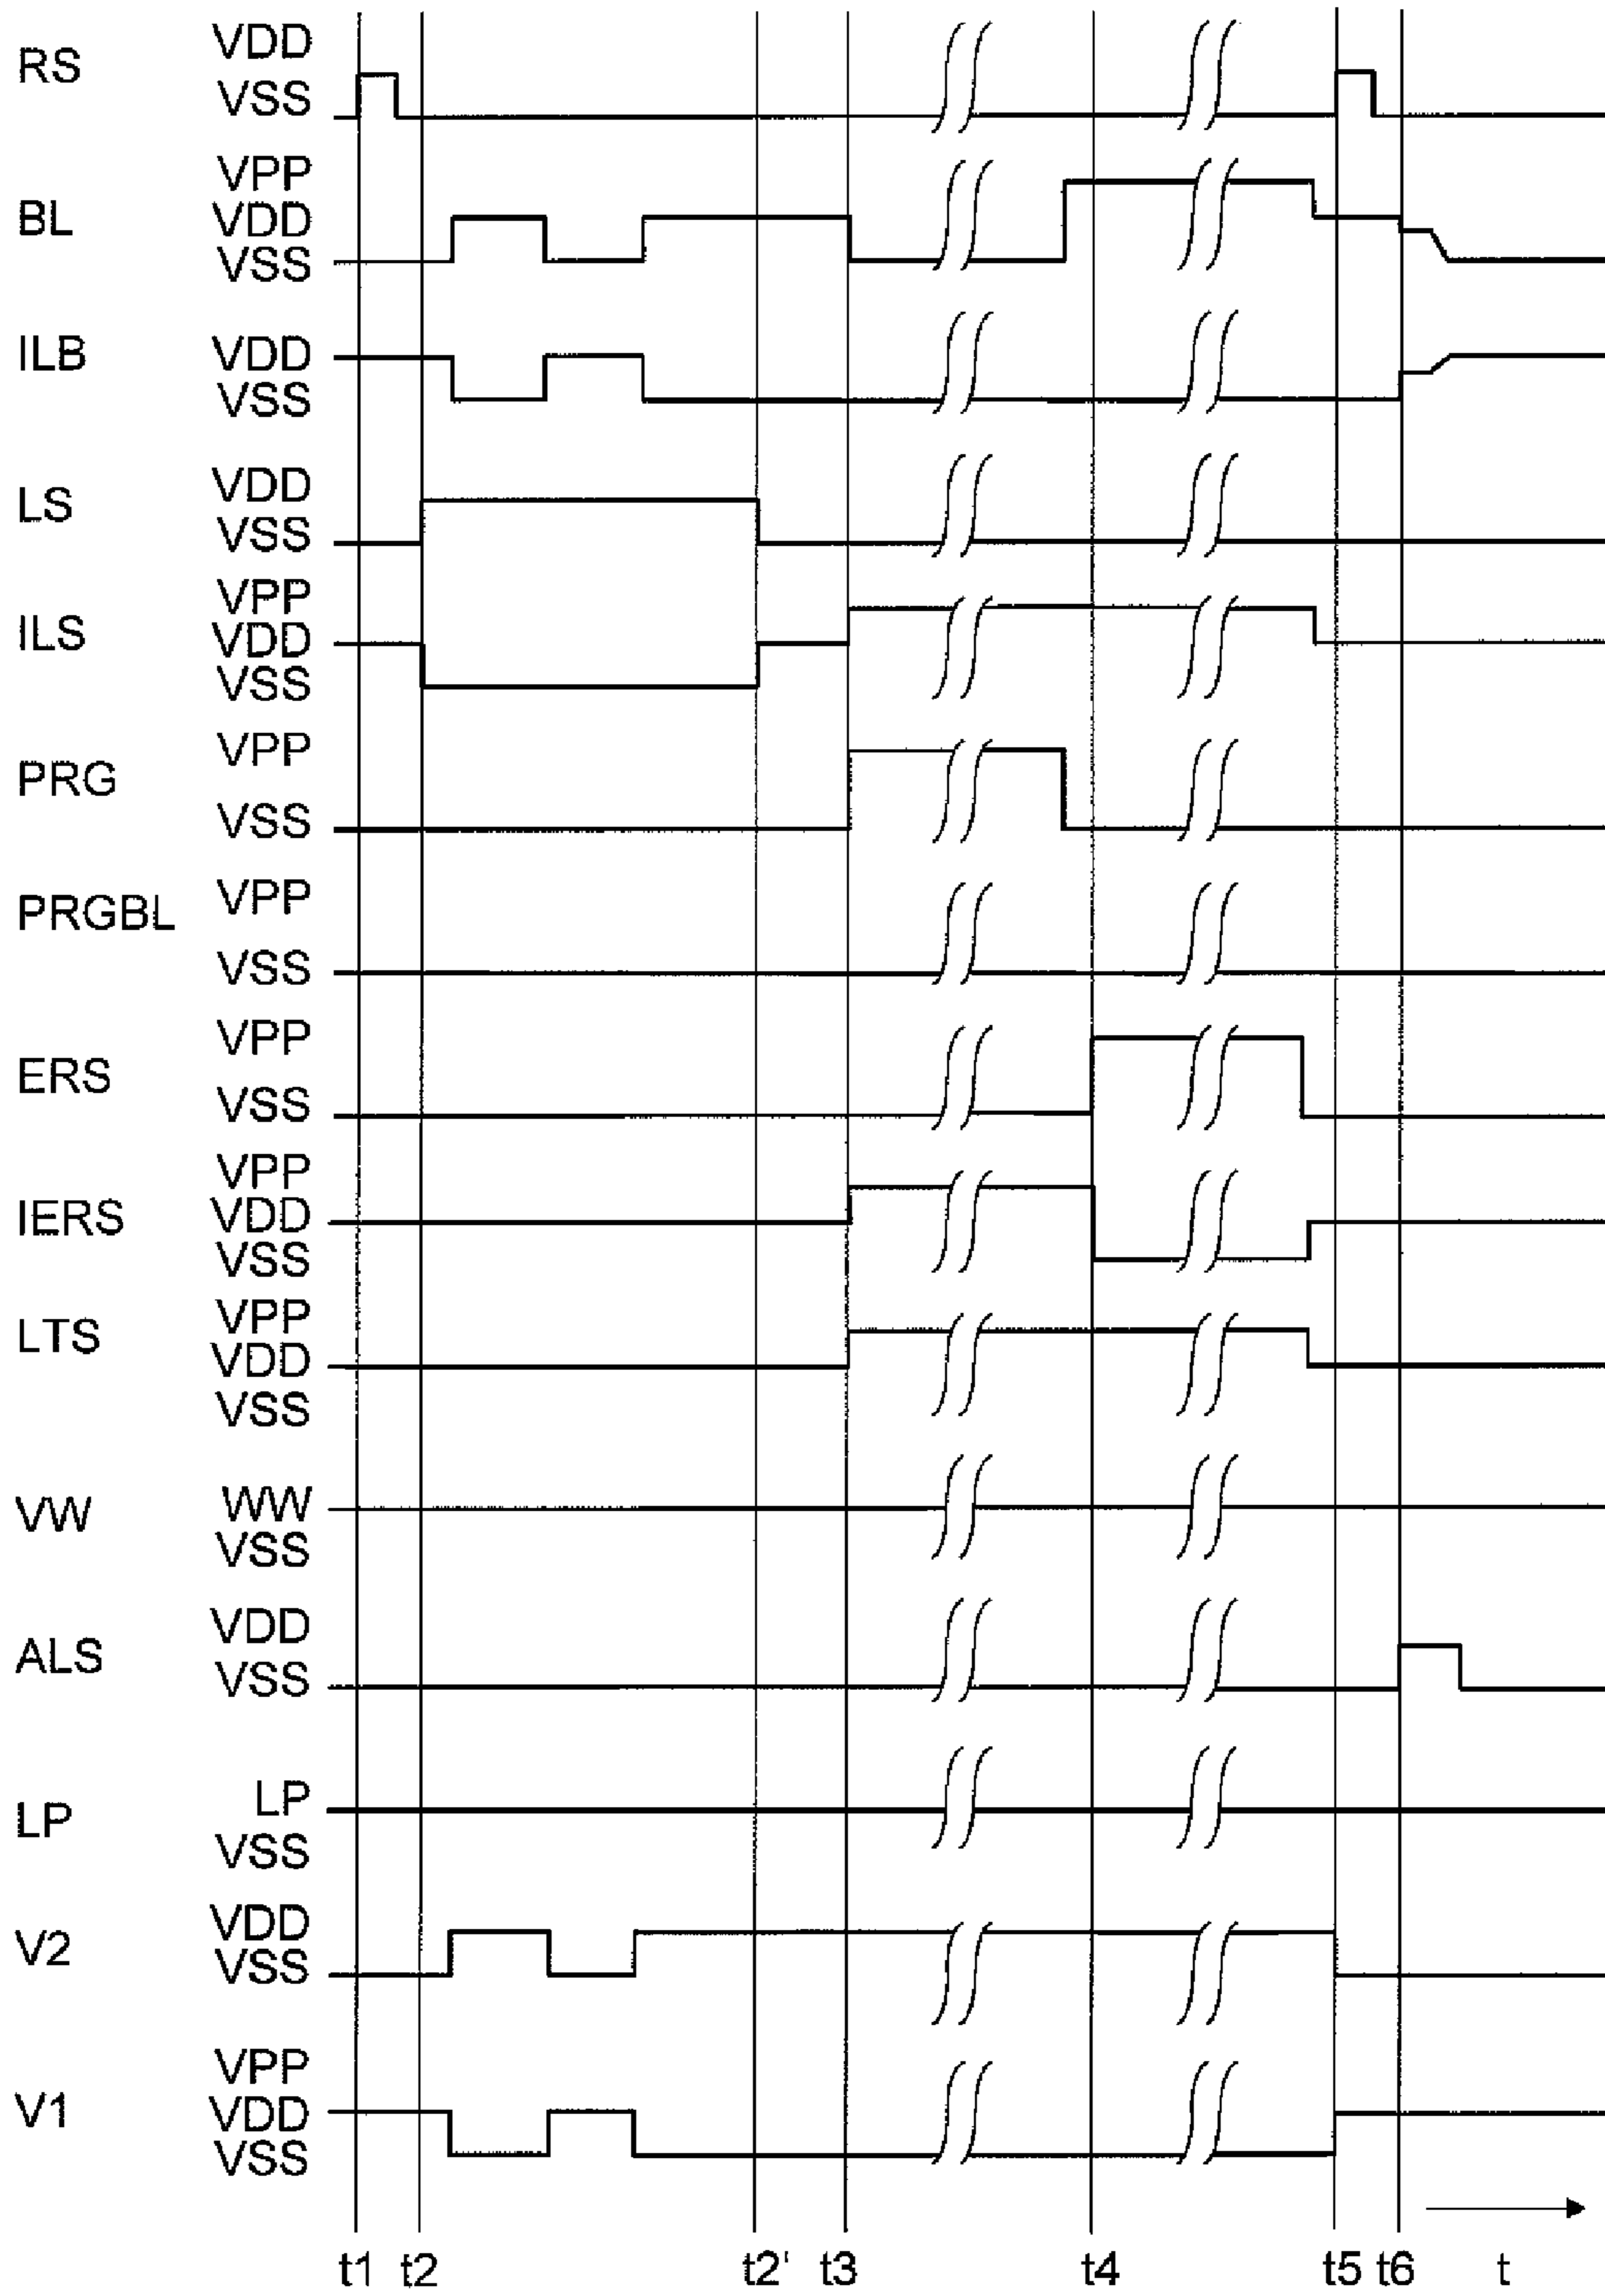 RS VDD
VSS
BL VPP
VDD
VSS
ILB VDD
VSS
LS VDD
VSS
ILS VPP
VDD
VSS
PRG VPP
VSS
PRGBL VPP
VSS
ERS VPP
VSS
IERS VPP
VDD
VSS
LTS VPP
VDD
VSS
VW WW
VSS
ALS VDD
VSS
LP LP
VSS
V2 VDD
VSS
V1 VPP
VDD
VSS
t1 t2 t2' t3 t4 t5 t6 t